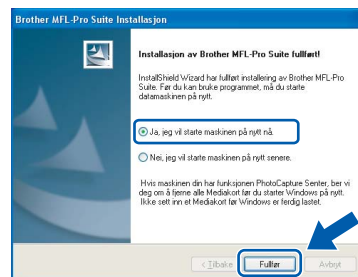 Brother MFL-Pro Suite Installasjon
Installasjon av Brother MFL-Pro Suite fullført!
InstallShield Wizard har fullført installering av Brother MFL-Pro
Suite. Før du kan bruke programmet, må du starte
datamaskinen på nytt.
Ja, jeg vil starte maskinen på nytt nå.
Nei, jeg vil starte maskinen på nytt senere.
Hvis maskinen din har funksjonen PhotoCapture Senter, ber vi
deg om å fjerne alle Mediakort før du starter Windows på nytt.
Ikke sett inn et Mediakort før Windows er ferdig lastet.
< Tilbake
Fullfør
Avbryt